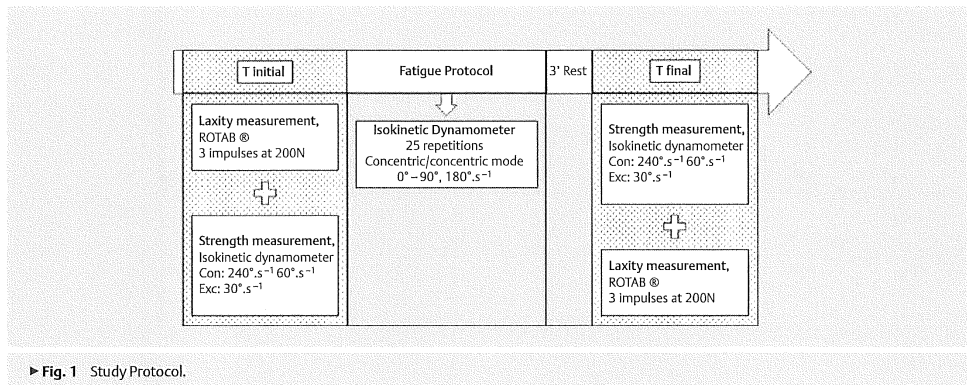 T initial
Fatigue Protocol
3' Rest
T final
Laxity measurement,
ROTAB ®
3 impulses at 200N
Strength measurement,
Isokinetic dynamometer
Con: 240°.s⁻¹ 60°.s⁻¹
Exc: 30°.s⁻¹
Isokinetic Dynamometer
25 repetitions
Concentric/concentric mode
0°–90°, 180°.s⁻¹
Strength measurement,
Isokinetic dynamometer
Con: 240°.s⁻¹ 60°.s⁻¹
Exc: 30°.s⁻¹
Laxity measurement,
ROTAB ®
3 impulses at 200N
▶ Fig. 1 Study Protocol.